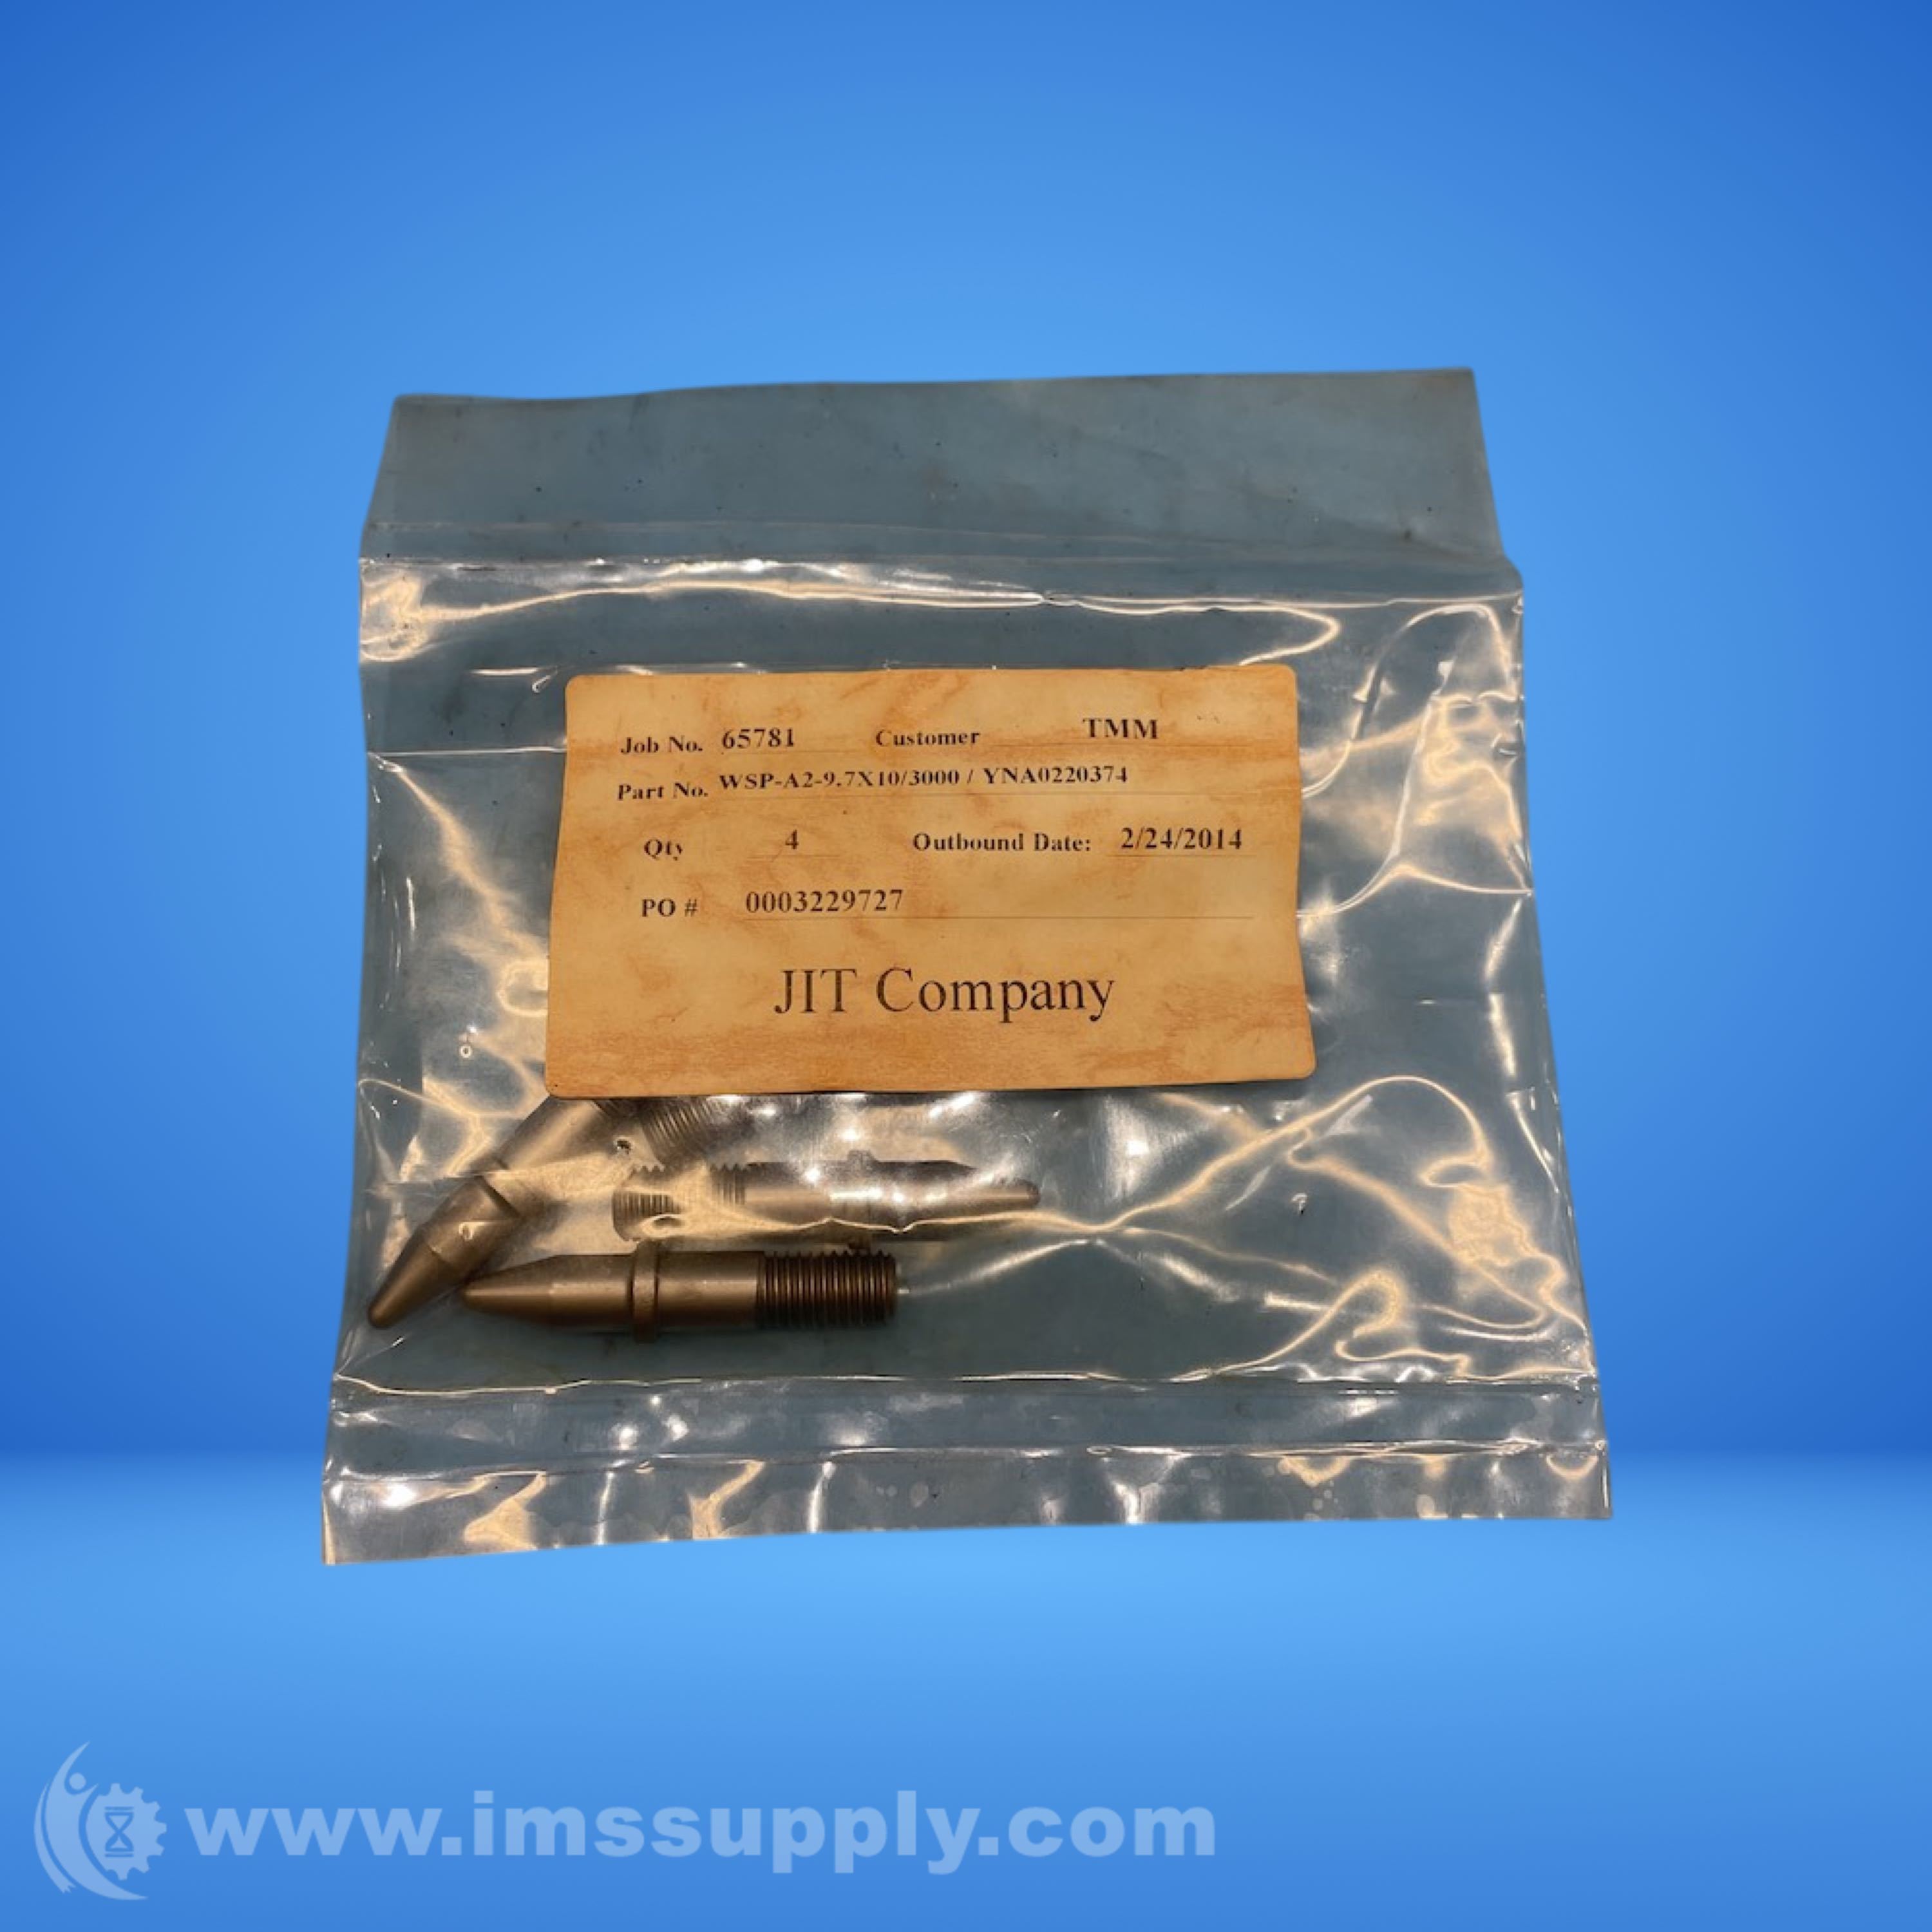 Job No. 65781 Customer TMM
Part No. WSP-A2-9.7X10/3000 / YNA0220374
Qty 4 Outbound Date: 2/24/2014
PO # 0003229727
JIT Company
www.imssupply.com